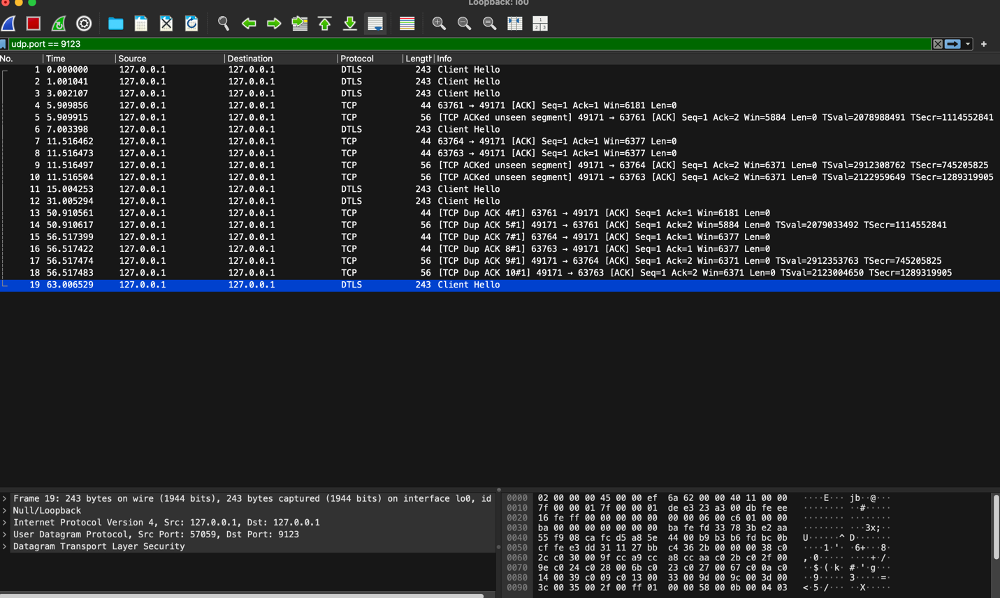 Loopback: lo0
udp.port == 9123
No. Time Source Destination Protocol Length Info
1 0.000000 127.0.0.1 127.0.0.1 DTLS 243 Client Hello
2 1.001041 127.0.0.1 127.0.0.1 DTLS 243 Client Hello
3 3.002107 127.0.0.1 127.0.0.1 DTLS 243 Client Hello
4 5.909856 127.0.0.1 127.0.0.1 TCP 44 63761 → 49171 [ACK] Seq=1 Ack=1 Win=6181 Len=0
5 5.909915 127.0.0.1 127.0.0.1 TCP 56 [TCP ACKed unseen segment] 49171 → 63761 [ACK] Seq=1 Ack=2 Win=5884 Len=0 TSval=2078988491 TSecr=1114552841
6 7.003398 127.0.0.1 127.0.0.1 DTLS 243 Client Hello
7 11.516462 127.0.0.1 127.0.0.1 TCP 44 63764 → 49171 [ACK] Seq=1 Ack=1 Win=6377 Len=0
8 11.516473 127.0.0.1 127.0.0.1 TCP 44 63763 → 49171 [ACK] Seq=1 Ack=1 Win=6377 Len=0
9 11.516497 127.0.0.1 127.0.0.1 TCP 56 [TCP ACKed unseen segment] 49171 → 63764 [ACK] Seq=1 Ack=2 Win=6371 Len=0 TSval=2912308762 TSecr=745205825
10 11.516504 127.0.0.1 127.0.0.1 TCP 56 [TCP ACKed unseen segment] 49171 → 63763 [ACK] Seq=1 Ack=2 Win=6371 Len=0 TSval=2122959649 TSecr=1289319905
11 15.004253 127.0.0.1 127.0.0.1 DTLS 243 Client Hello
12 31.005294 127.0.0.1 127.0.0.1 DTLS 243 Client Hello
13 50.910561 127.0.0.1 127.0.0.1 TCP 44 [TCP Dup ACK 4#1] 63761 → 49171 [ACK] Seq=1 Ack=1 Win=6181 Len=0
14 50.910617 127.0.0.1 127.0.0.1 TCP 56 [TCP Dup ACK 5#1] 49171 → 63761 [ACK] Seq=1 Ack=2 Win=5884 Len=0 TSval=2079033492 TSecr=1114552841
15 56.517399 127.0.0.1 127.0.0.1 TCP 44 [TCP Dup ACK 7#1] 63764 → 49171 [ACK] Seq=1 Ack=1 Win=6377 Len=0
16 56.517422 127.0.0.1 127.0.0.1 TCP 44 [TCP Dup ACK 8#1] 63763 → 49171 [ACK] Seq=1 Ack=1 Win=6377 Len=0
17 56.517474 127.0.0.1 127.0.0.1 TCP 56 [TCP Dup ACK 9#1] 49171 → 63764 [ACK] Seq=1 Ack=2 Win=6371 Len=0 TSval=2912353763 TSecr=745205825
18 56.517483 127.0.0.1 127.0.0.1 TCP 56 [TCP Dup ACK 10#1] 49171 → 63763 [ACK] Seq=1 Ack=2 Win=6371 Len=0 TSval=2123004650 TSecr=1289319905
19 63.006529 127.0.0.1 127.0.0.1 DTLS 243 Client Hello
Frame 19: 243 bytes on wire (1944 bits), 243 bytes captured (1944 bits) on interface lo0, id
Null/Loopback
Internet Protocol Version 4, Src: 127.0.0.1, Dst: 127.0.0.1
User Datagram Protocol, Src Port: 57059, Dst Port: 9123
Datagram Transport Layer Security
0000 02 00 00 00 45 00 00 ef 6a 62 00 00 40 11 00 00 ····E··· jb··@···
0010 7f 00 00 01 7f 00 00 01 de e3 23 a3 00 db fe ee ········ ··#·····
0020 16 fe ff 00 00 00 00 00 00 00 06 00 c6 01 00 00 ········ ········
0030 ba 00 00 00 00 00 00 00 ba fe fd 33 78 3b e2 aa ········ ···3x;··
0040 55 f9 08 ca fc d5 a8 5e 44 00 b9 b3 b6 fd bc 0b U······^ D·······
0050 cf fe e3 dd 31 11 27 bb c4 36 2b 00 00 00 38 c0 ····1·'· ·6+···8·
0060 2c c0 30 00 9f cc a9 cc a8 cc aa c0 2b c0 2f 00 ,·0····· ····+·/·
0070 9e c0 24 c0 28 00 6b c0 23 c0 27 00 67 c0 0a c0 ··$·(·k· #·'·g···
0080 14 00 39 c0 09 c0 13 00 33 00 9d 00 9c 00 3d 00 ··9····· 3·····=·
0090 3c 00 35 00 2f 00 ff 01 00 00 58 00 0b 00 04 03 <·5·/··· ··X·····